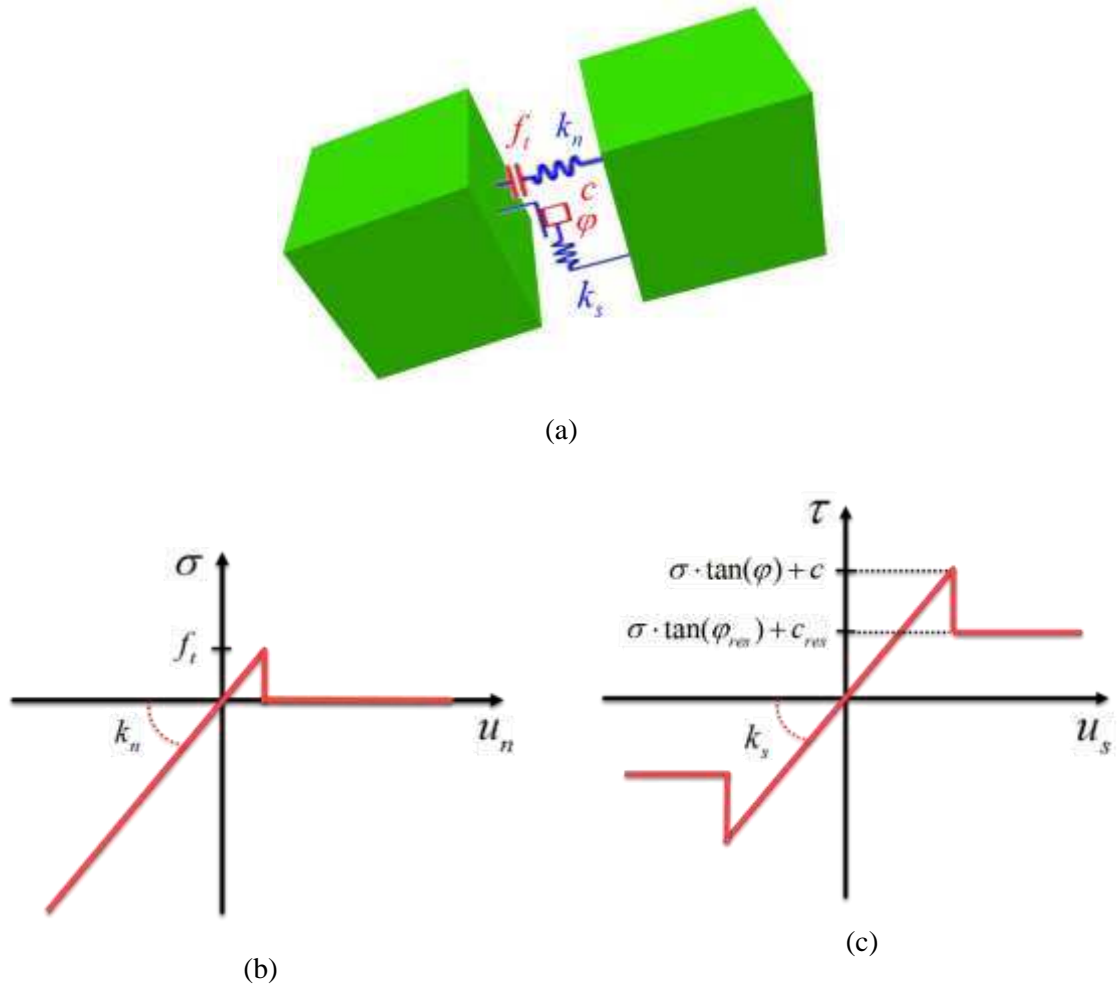 f_t k_n
c
φ
k_s
(a)
σ
f_t
k_n
u_n
(b)
τ
σ·tan(φ)+c
σ·tan(φ_res)+c_res
k_s
u_s
(c)